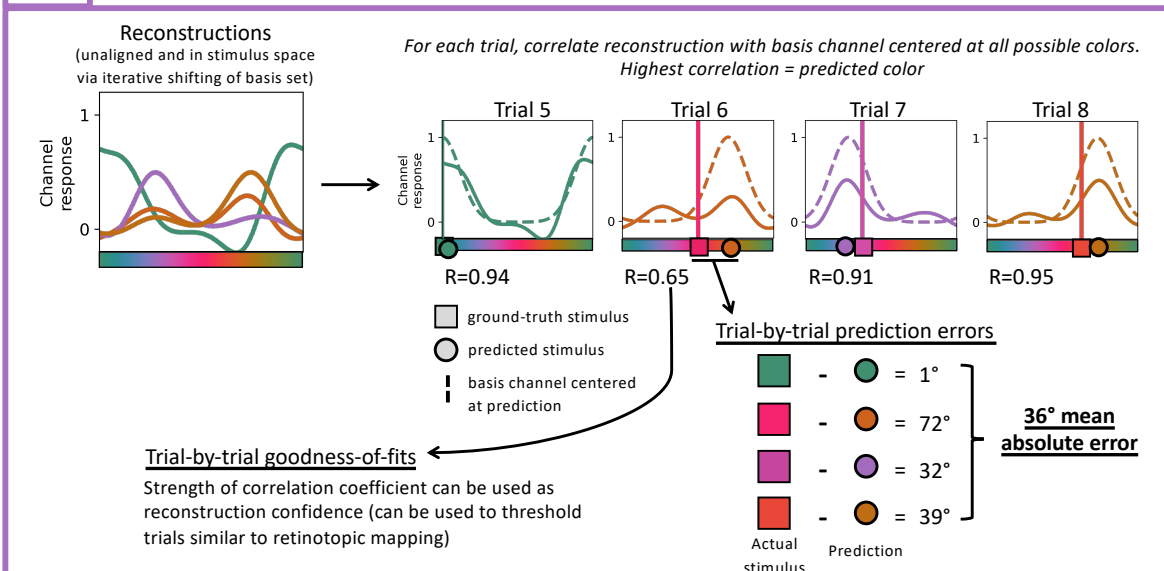 Reconstructions
(unaligned and in stimulus space
via iterative shifting of basis set)
For each trial, correlate reconstruction with basis channel centered at all possible colors.
Highest correlation = predicted color
Channel
response
1
0
Trial 5
Trial 6
Trial 7
Trial 8
Channel
response
1
0
1
0
1
0
1
0
R=0.94
R=0.65
R=0.91
R=0.95
ground-truth stimulus
predicted stimulus
basis channel centered
at prediction
Trial-by-trial prediction errors
- = 1°
- = 72°
- = 32°
- = 39°
36° mean
absolute error
Actual
stimulus
Prediction
Trial-by-trial goodness-of-fits
Strength of correlation coefficient can be used as
reconstruction confidence (can be used to threshold
trials similar to retinotopic mapping)